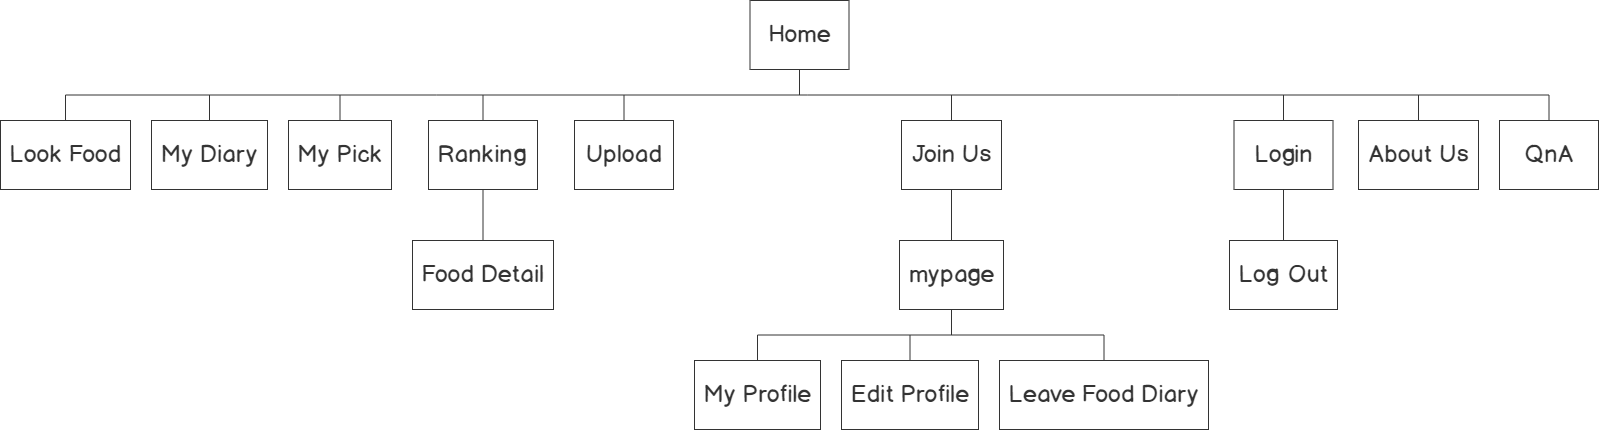 Home
Look Food
My Diary
My Pick
Ranking
Upload
Join Us
Login
About Us
QnA
Food Detail
mypage
Log Out
My Profile
Edit Profile
Leave Food Diary